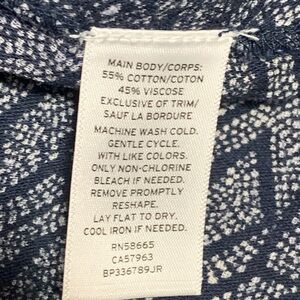 MAIN BODY/CORPS:
55% COTTON/COTON
45% VISCOSE
EXCLUSIVE OF TRIM/
SAUF LA BORDURE
MACHINE WASH COLD.
GENTLE CYCLE.
WITH LIKE COLORS.
ONLY NON-CHLORINE
BLEACH IF NEEDED.
REMOVE PROMPTLY
RESHAPE.
LAY FLAT TO DRY.
COOL IRON IF NEEDED.
RN58665
CA57963
BP336789JR